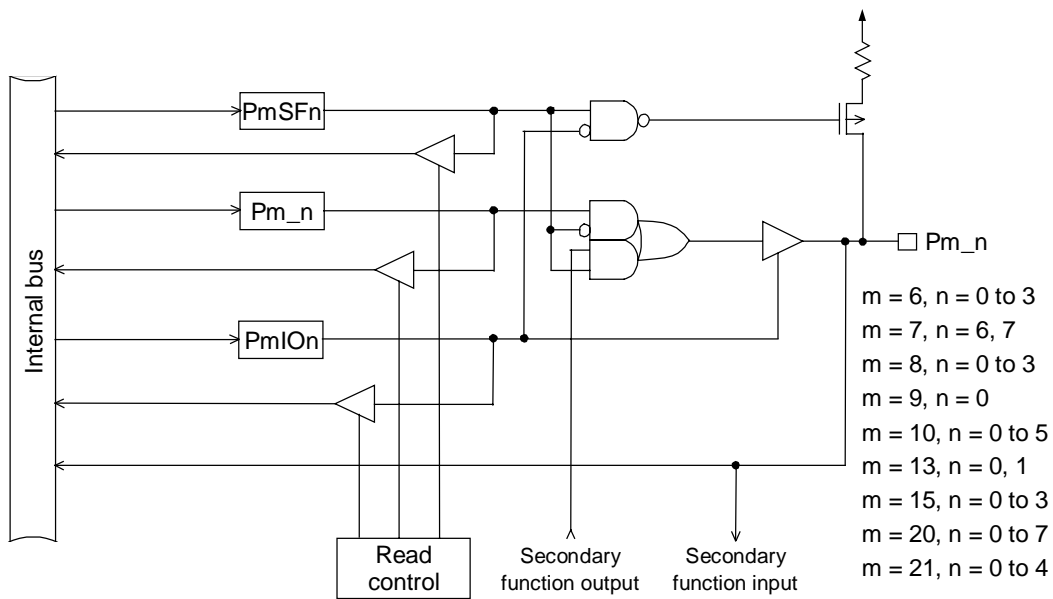 PmSFn
Pm_n
Pm_n
PmIOn
Internal bus
m = 6, n = 0 to 3
m = 7, n = 6, 7
m = 8, n = 0 to 3
m = 9, n = 0
m = 10, n = 0 to 5
m = 13, n = 0, 1
m = 15, n = 0 to 3
m = 20, n = 0 to 7
m = 21, n = 0 to 4
Read
control
Secondary
function output
Secondary
function input